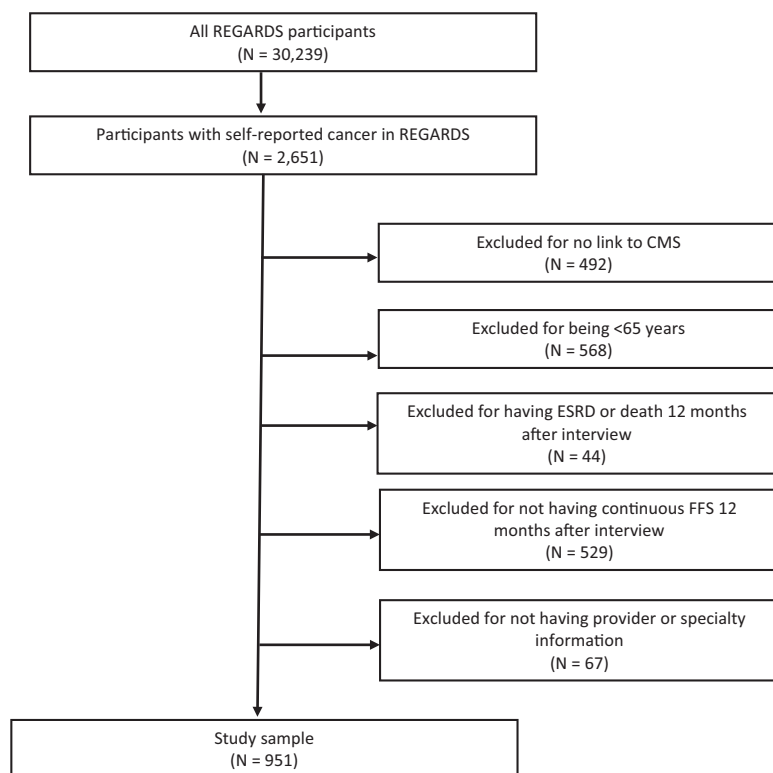 All REGARDS participants
(N = 30,239)
Participants with self-reported cancer in REGARDS
(N = 2,651)
Excluded for no link to CMS
(N = 492)
Excluded for being <65 years
(N = 568)
Excluded for having ESRD or death 12 months
after interview
(N = 44)
Excluded for not having continuous FFS 12
months after interview
(N = 529)
Excluded for not having provider or specialty
information
(N = 67)
Study sample
(N = 951)